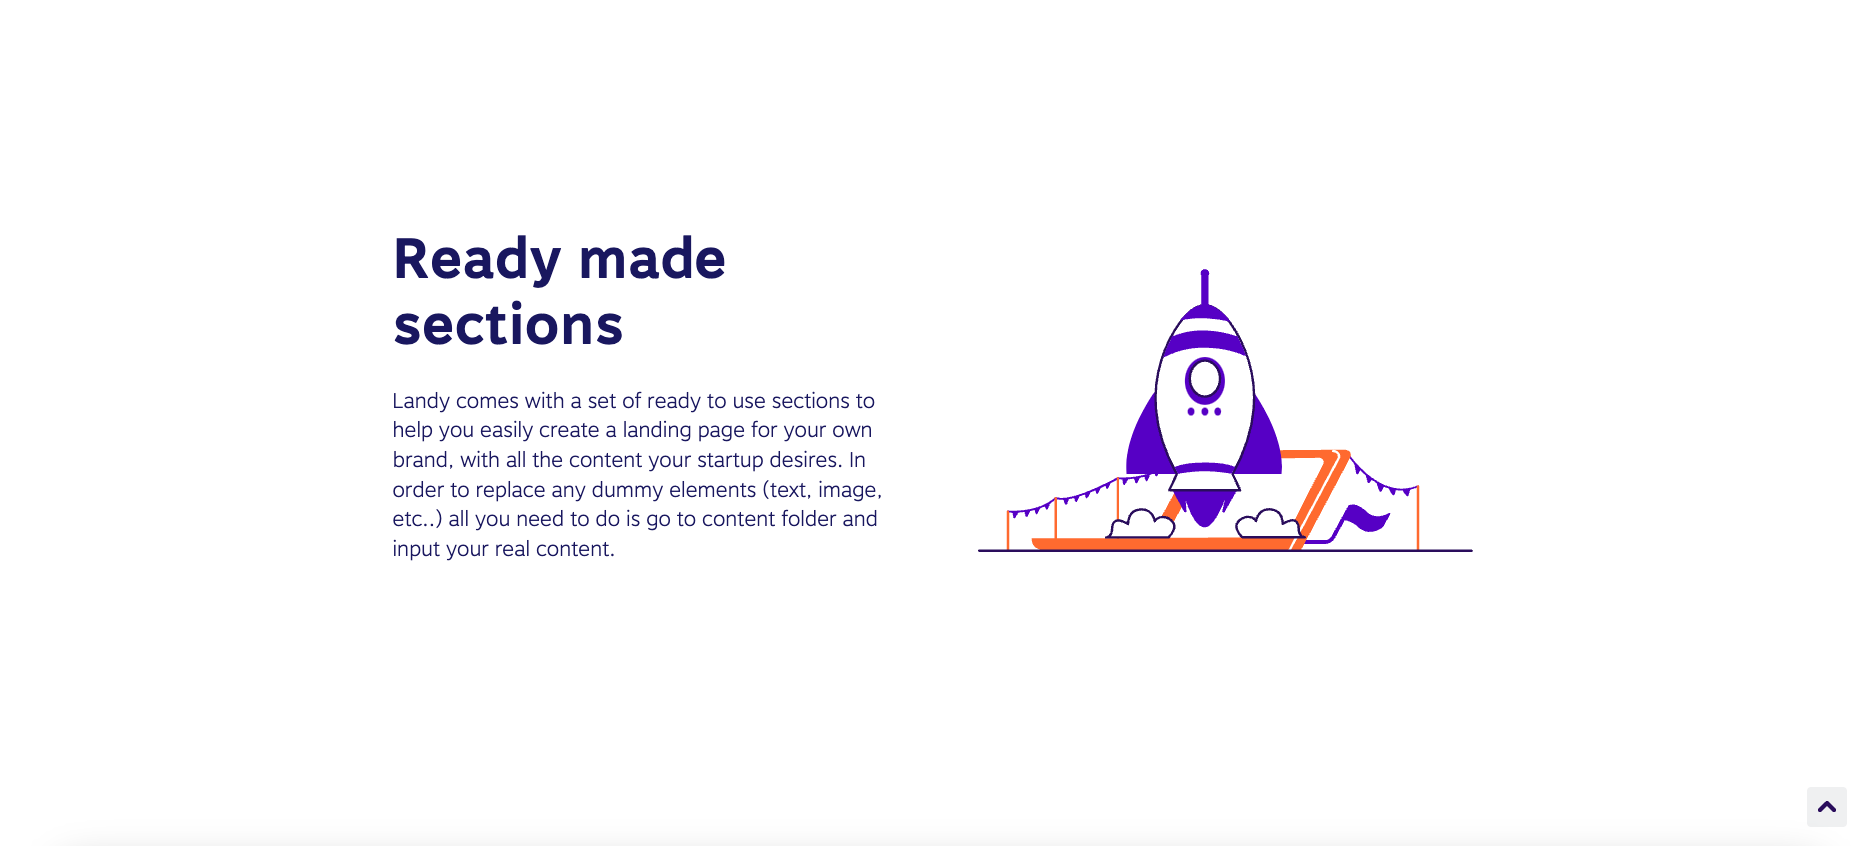 Ready made
sections
Landy comes with a set of ready to use sections to
help you easily create a landing page for your own
brand, with all the content your startup desires. In
order to replace any dummy elements (text, image,
etc..) all you need to do is go to content folder and
input your real content.